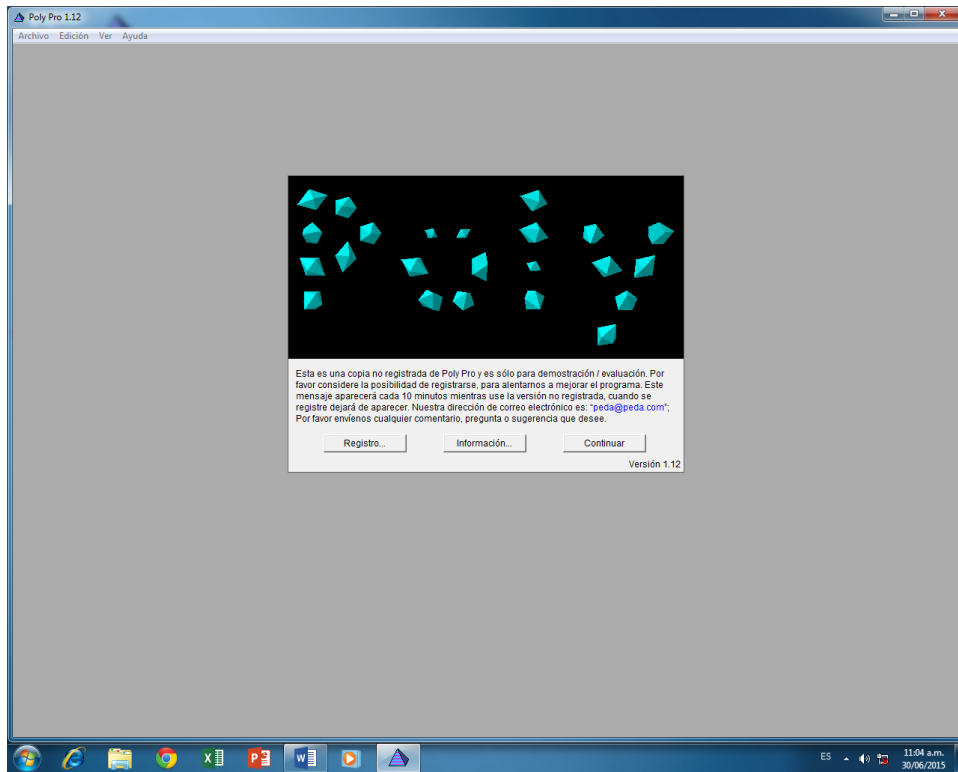 Poly Pro 1.12
Archivo Edición Ver Ayuda
Poly
Esta es una copia no registrada de Poly Pro y es sólo para demostración / evaluación. Por
favor considere la posibilidad de registrarse, para alentarnos a mejorar el programa. Este
mensaje aparecerá cada 10 minutos mientras use la versión no registrada, cuando se
registre dejará de aparecer. Nuestra dirección de correo electrónico es: "peda@peda.com";
Por favor envíenos cualquier comentario, pregunta o sugerencia que desee.
Registro... Información... Continuar
Versión 1.12
ES 11:04 a.m.
30/06/2015